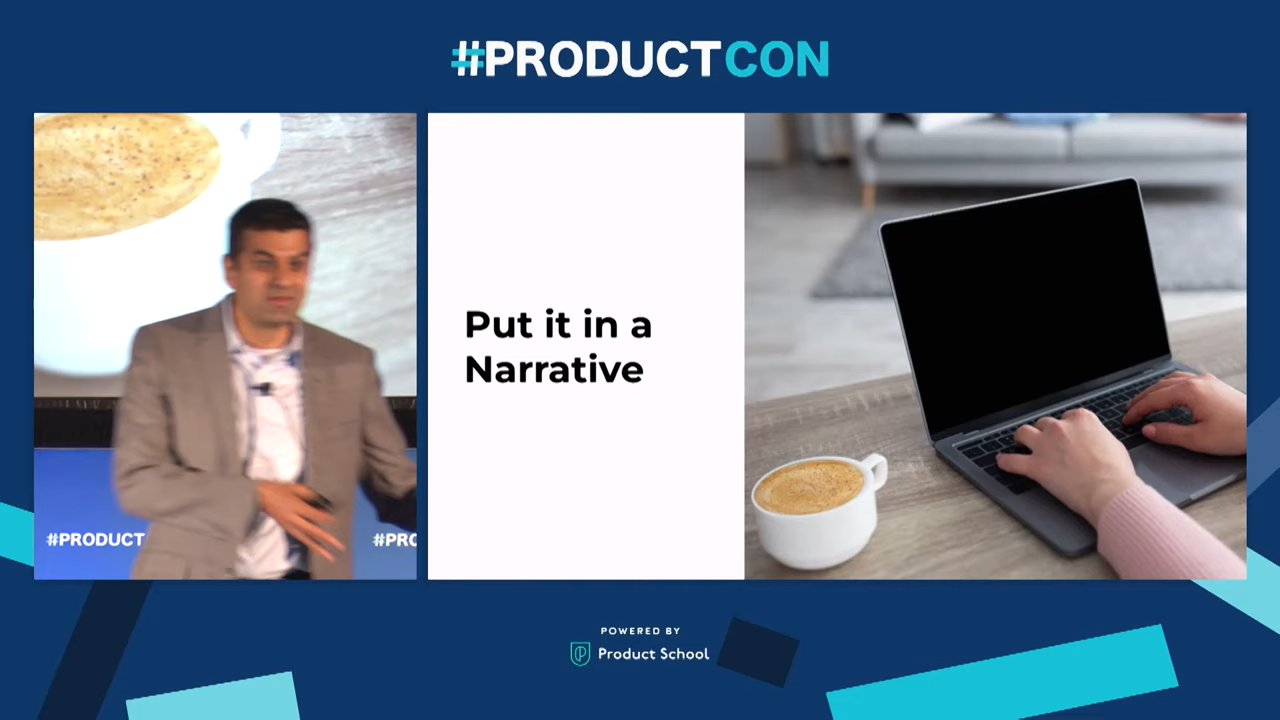 #PRODUCTCON
Put it in a
Narrative
#PRODUCT
#PRO
POWERED BY
Product School